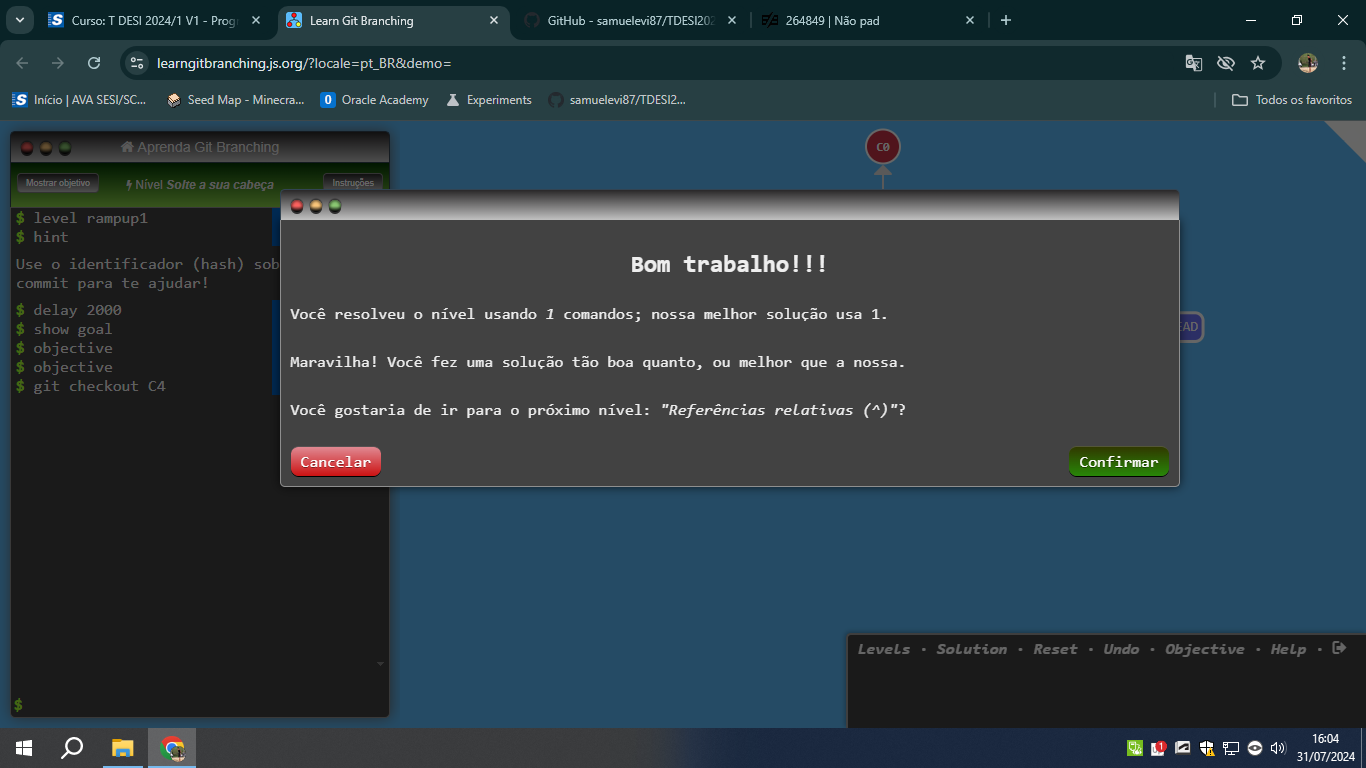 Curso: T DESI 2024/1 V1 - Progr
Learn Git Branching
GitHub - samuelevi87/TDESI202
264849 | Não pad
learngitbranching.js.org/?locale=pt_BR&demo=
Início | AVA SESI/SC...
Seed Map - Minecra...
Oracle Academy
Experiments
samuelevi87/TDESI2...
Todos os favoritos
Aprenda Git Branching
Mostrar objetivo
Nível Solte a sua cabeça
Instruções
$ level rampup1
$ hint
Use o identificador (hash) sob
commit para te ajudar!
$ delay 2000
$ show goal
$ objective
$ objective
$ git checkout C4
$
C0
EAD
Bom trabalho!!!
Você resolveu o nível usando 1 comandos; nossa melhor solução usa 1.
Maravilha! Você fez uma solução tão boa quanto, ou melhor que a nossa.
Você gostaria de ir para o próximo nível: "Referências relativas (^)"?
Cancelar
Confirmar
Levels · Solution · Reset · Undo · Objective · Help ·
1
16:04
31/07/2024